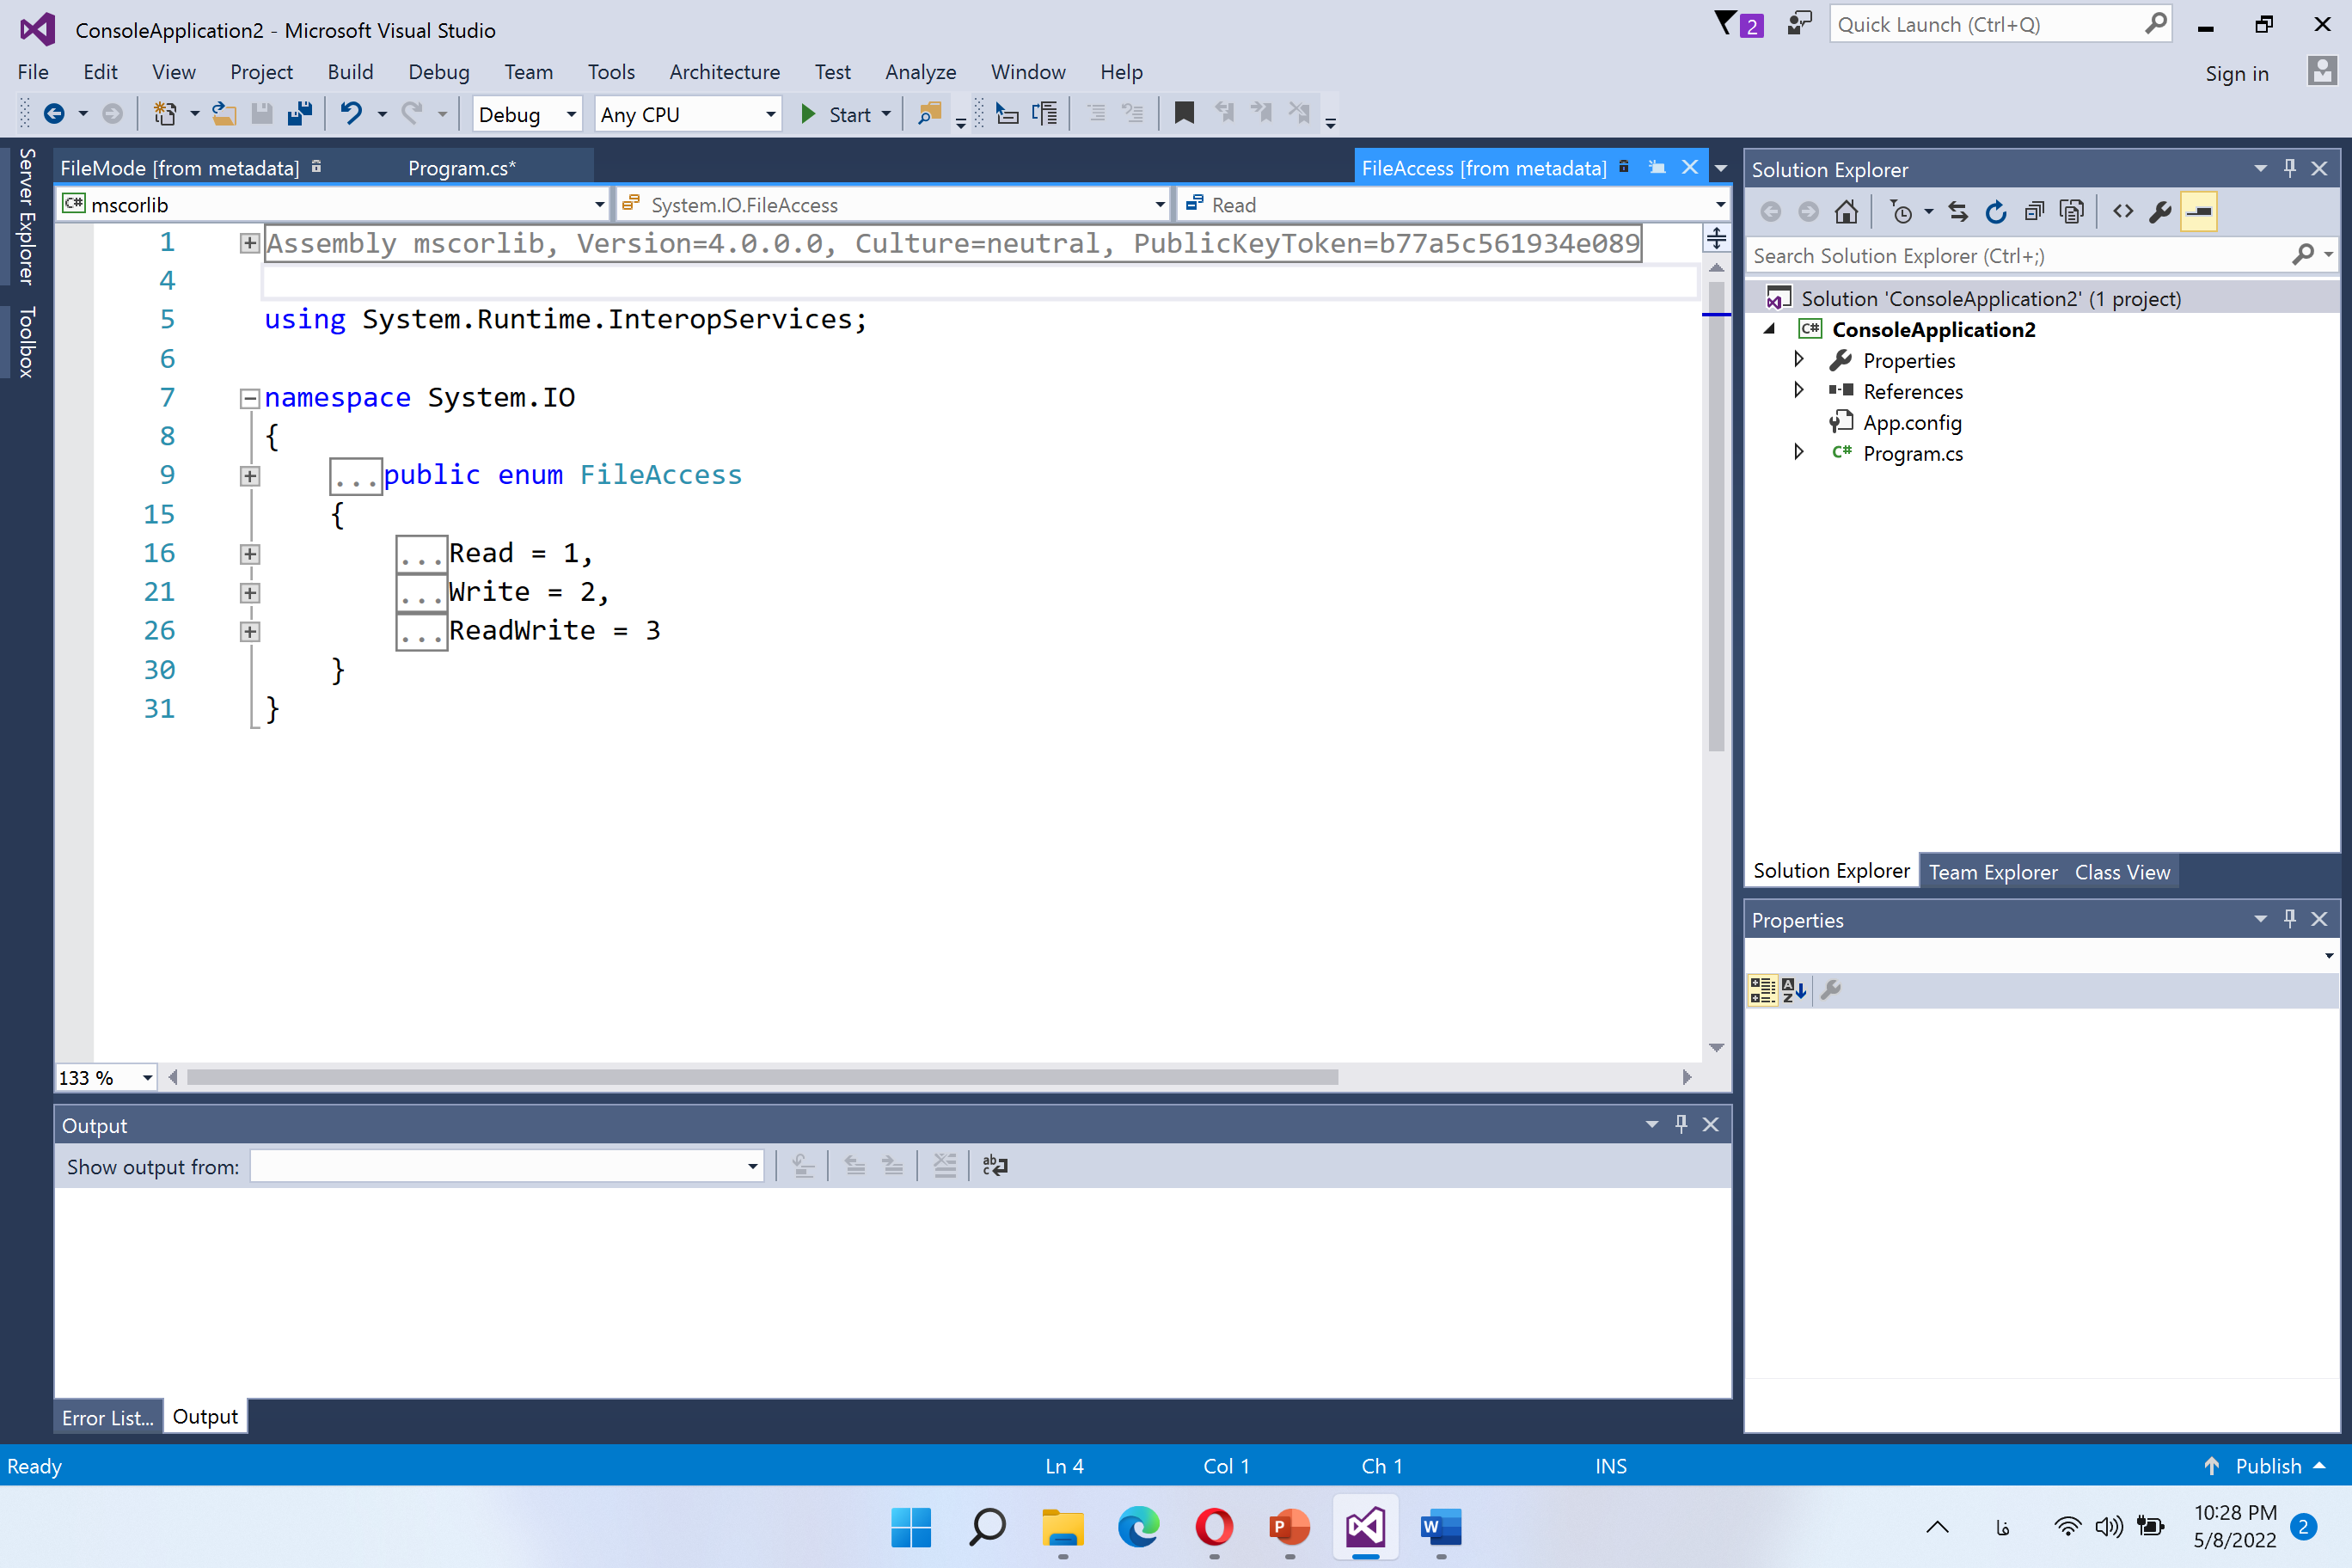 ConsoleApplication2 - Microsoft Visual Studio
2
Quick Launch (Ctrl+Q)
File Edit View Project Build Debug Team Tools Architecture Test Analyze Window Help
Sign in
Debug Any CPU Start
Server Explorer
Toolbox
FileMode [from metadata] Program.cs* FileAccess [from metadata]
C# mscorlib System.IO.FileAccess Read
1 Assembly mscorlib, Version=4.0.0.0, Culture=neutral, PublicKeyToken=b77a5c561934e089
4
5 using System.Runtime.InteropServices;
6
7 namespace System.IO
8 {
9 ...public enum FileAccess
15 {
16 ...Read = 1,
21 ...Write = 2,
26 ...ReadWrite = 3
30 }
31 }
133 %
Solution Explorer
Search Solution Explorer (Ctrl+;)
Solution 'ConsoleApplication2' (1 project)
C# ConsoleApplication2
Properties
References
App.config
C# Program.cs
Solution Explorer Team Explorer Class View
Properties
Output
Show output from:
Error List... Output
Ready Ln 4 Col 1 Ch 1 INS Publish
فا
10:28 PM
5/8/2022
2